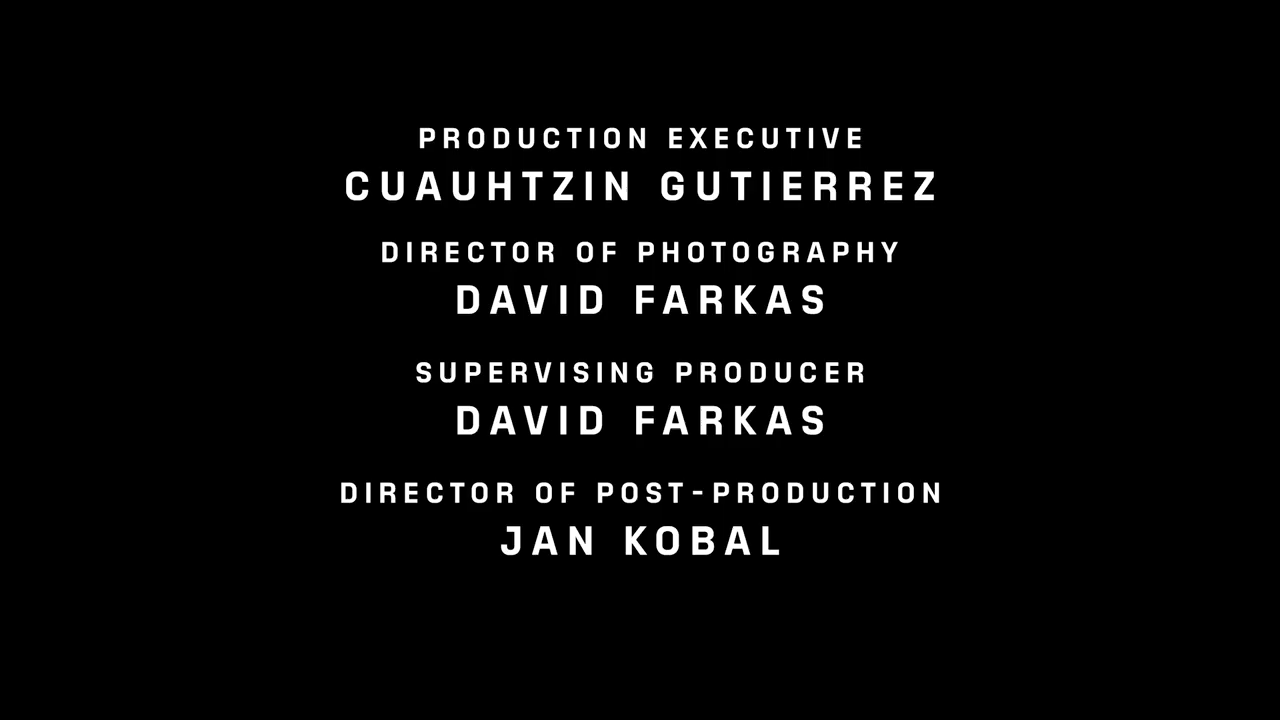 PRODUCTION EXECUTIVE
CUAUHTZIN GUTIERREZ
DIRECTOR OF PHOTOGRAPHY
DAVID FARKAS
SUPERVISING PRODUCER
DAVID FARKAS
DIRECTOR OF POST-PRODUCTION
JAN KOBAL